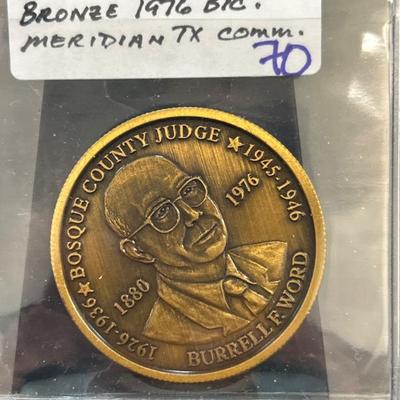 BRONZE 1976 BIC.
MERIDIAN TX COMM.
70
1926-1936 ★ BOSQUE COUNTY JUDGE ★ 1945-1946
1880
1976
BURRELL F. WORD